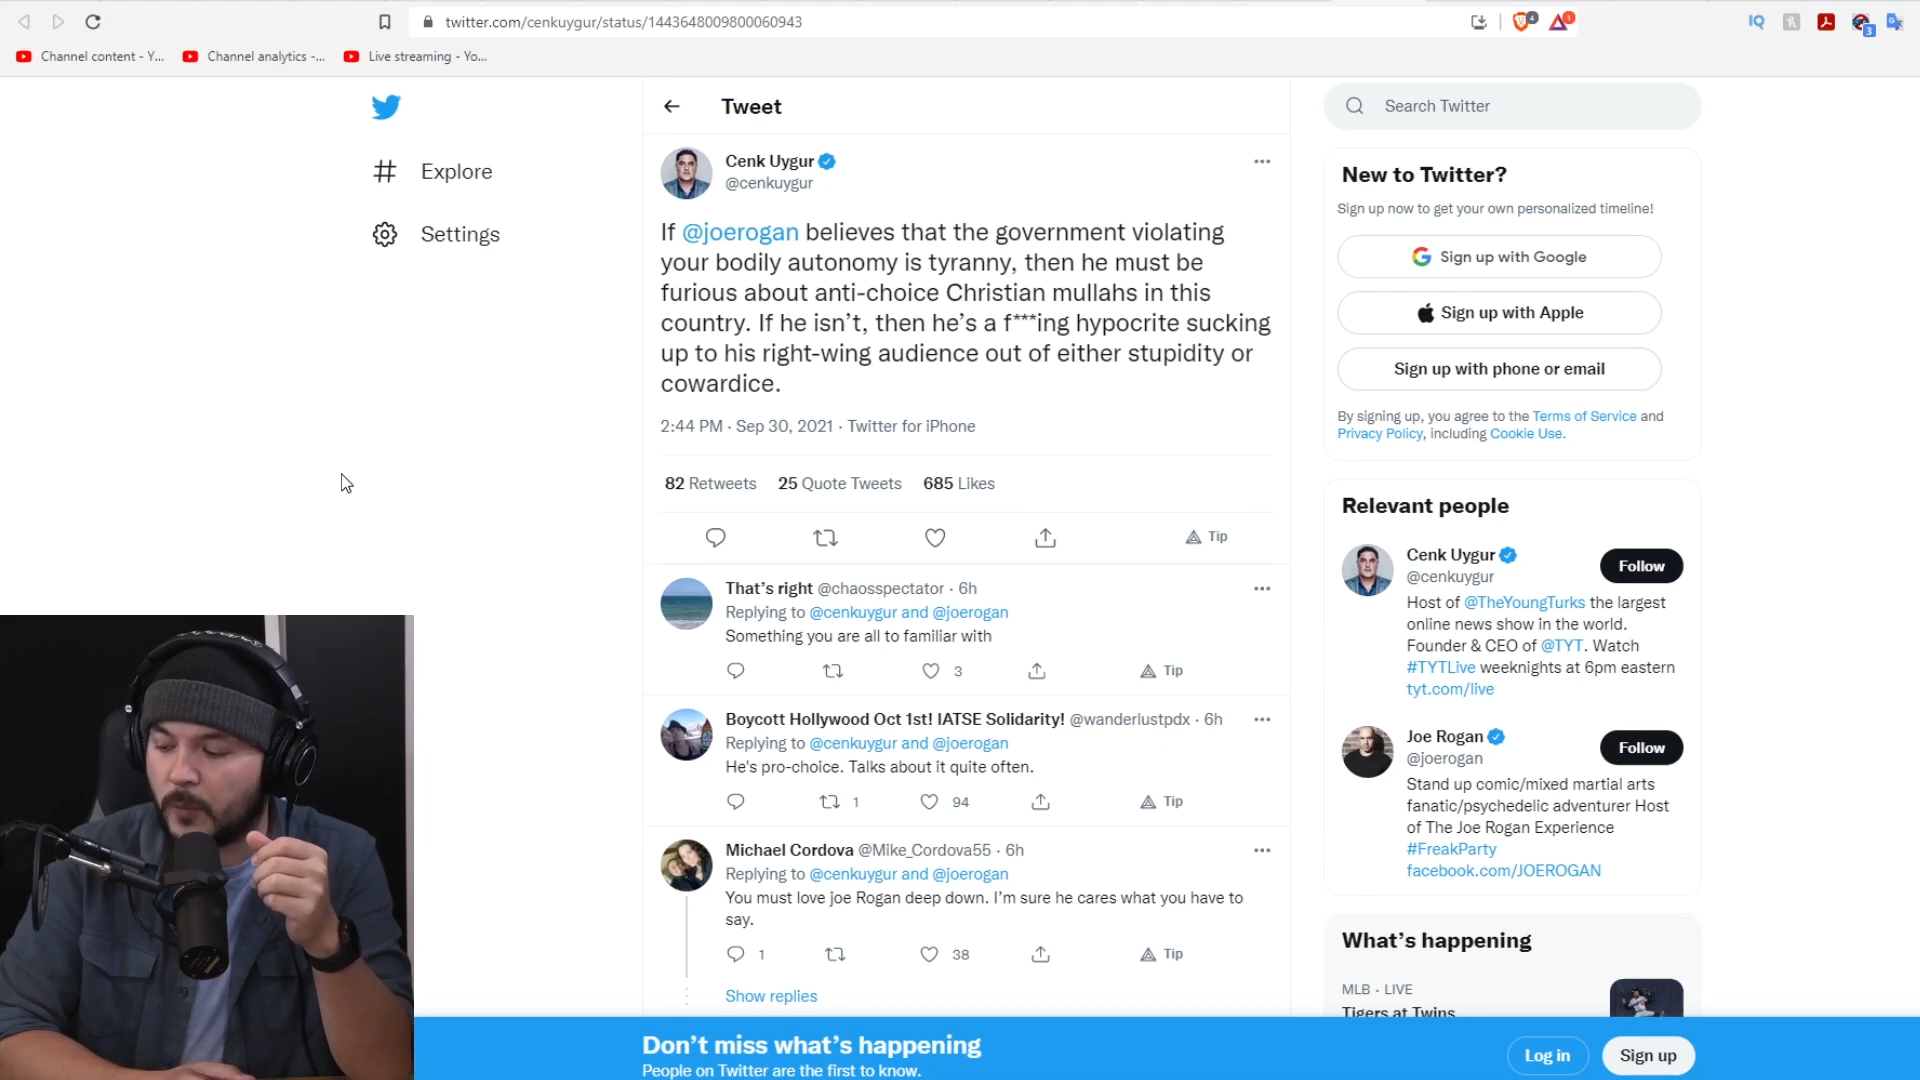 twitter.com/cenkuygur/status/1443648009800060943
4
1
IQ
3
Channel content - Y...
Channel analytics -...
Live streaming - Yo...
Explore
Settings
Tweet
Cenk Uygur
@cenkuygur
If @joerogan believes that the government violating
your bodily autonomy is tyranny, then he must be
furious about anti-choice Christian mullahs in this
country. If he isn’t, then he’s a f***ing hypocrite sucking
up to his right-wing audience out of either stupidity or
cowardice.
2:44 PM · Sep 30, 2021 · Twitter for iPhone
82 Retweets 25 Quote Tweets 685 Likes
Tip
That’s right @chaosspectator · 6h
Replying to @cenkuygur and @joerogan
Something you are all to familiar with
3 Tip
Boycott Hollywood Oct 1st! IATSE Solidarity! @wanderlustpdx · 6h
Replying to @cenkuygur and @joerogan
He's pro-choice. Talks about it quite often.
1 94 Tip
Michael Cordova @Mike_Cordova55 · 6h
Replying to @cenkuygur and @joerogan
You must love joe Rogan deep down. I’m sure he cares what you have to
say.
1 38 Tip
Show replies
Search Twitter
New to Twitter?
Sign up now to get your own personalized timeline!
Sign up with Google
Sign up with Apple
Sign up with phone or email
By signing up, you agree to the Terms of Service and
Privacy Policy, including Cookie Use.
Relevant people
Cenk Uygur
@cenkuygur
Follow
Host of @TheYoungTurks the largest
online news show in the world.
Founder & CEO of @TYT. Watch
#TYTLive weeknights at 6pm eastern
tyt.com/live
Joe Rogan
@joerogan
Follow
Stand up comic/mixed martial arts
fanatic/psychedelic adventurer Host
of The Joe Rogan Experience
#FreakParty
facebook.com/JOEROGAN
What’s happening
MLB · LIVE
Tigers at Twins
Don’t miss what’s happening
People on Twitter are the first to know.
Log in
Sign up